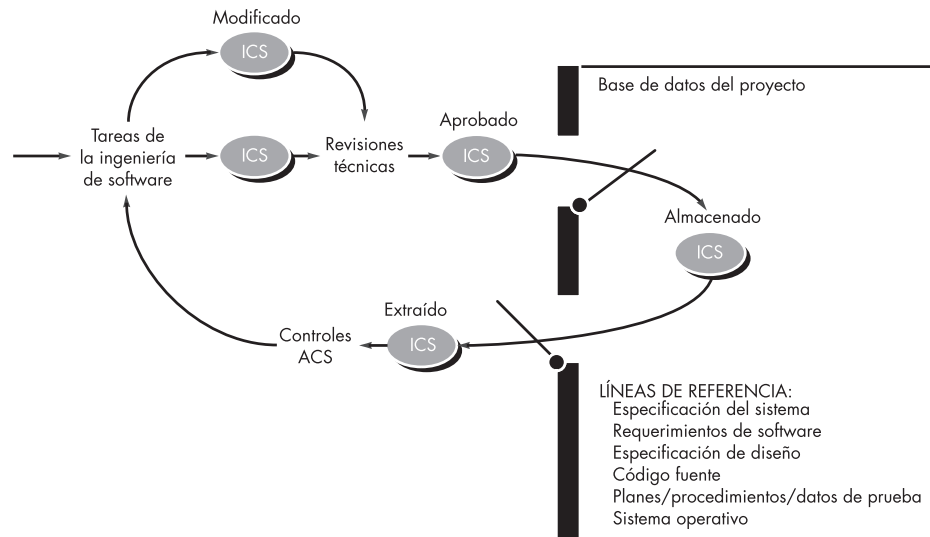 Modificado
ICS
Base de datos del proyecto
Aprobado
Tareas de
la ingeniería
de software
ICS
Revisiones
técnicas
ICS
Almacenado
ICS
Extraído
ICS
Controles
ACS
LÍNEAS DE REFERENCIA:
Especificación del sistema
Requerimientos de software
Especificación de diseño
Código fuente
Planes/procedimientos/datos de prueba
Sistema operativo